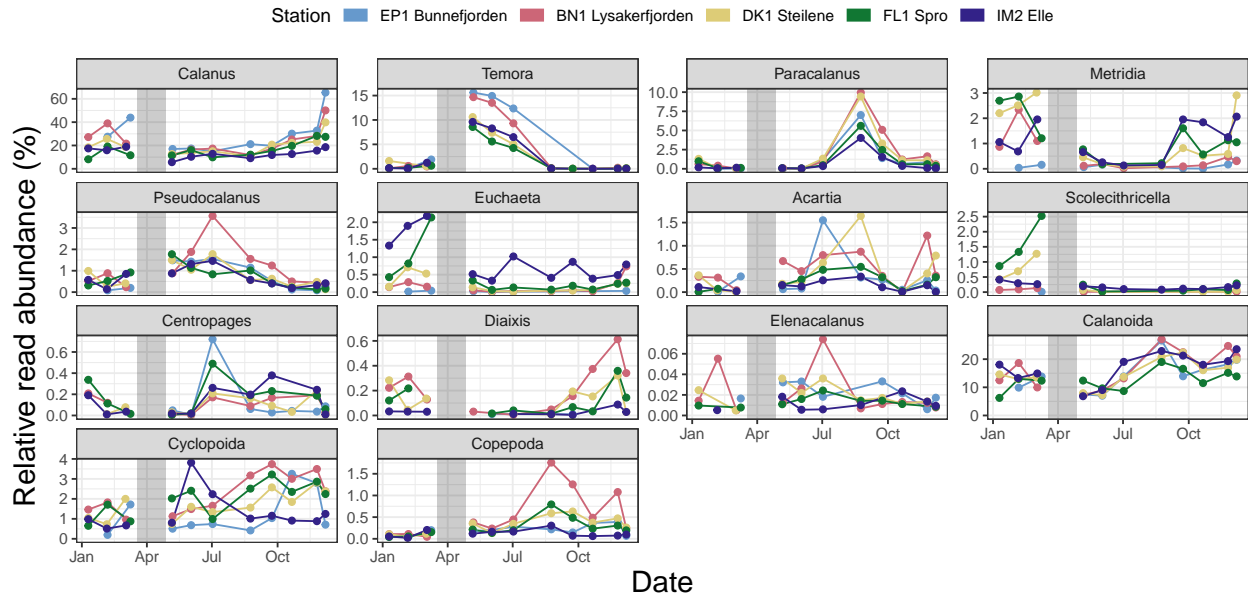 Station EP1 Bunnefjorden BN1 Lysakerfjorden DK1 Steilene FL1 Spro IM2 Elle
Relative read abundance (%)
Calanus Temora Paracalanus Metridia
60 40 20 0
15 10 5 0
10.0 7.5 5.0 2.5 0.0
3 2 1 0
Pseudocalanus Euchaeta Acartia Scolecithricella
3 2 1 0
2.0 1.5 1.0 0.5 0.0
1.5 1.0 0.5 0.0
2.5 2.0 1.5 1.0 0.5 0.0
Centropages Diaixis Elenacalanus Calanoida
0.6 0.4 0.2 0.0
0.6 0.4 0.2 0.0
0.06 0.04 0.02 0.00
20 10 0
Jan Apr Jul Oct
Jan Apr Jul Oct
Cyclopoida Copepoda
4 3 2 1 0
1.5 1.0 0.5 0.0
Jan Apr Jul Oct
Jan Apr Jul Oct
Date